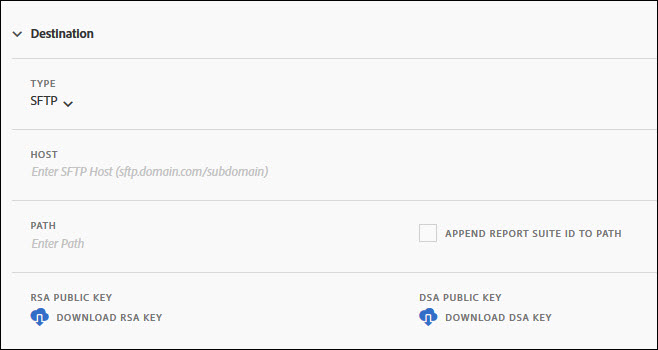 Destination
TYPE
SFTP
HOST
Enter SFTP Host (sftp.domain.com/subdomain)
PATH
Enter Path
APPEND REPORT SUITE ID TO PATH
RSA PUBLIC KEY
DSA PUBLIC KEY
DOWNLOAD RSA KEY
DOWNLOAD DSA KEY